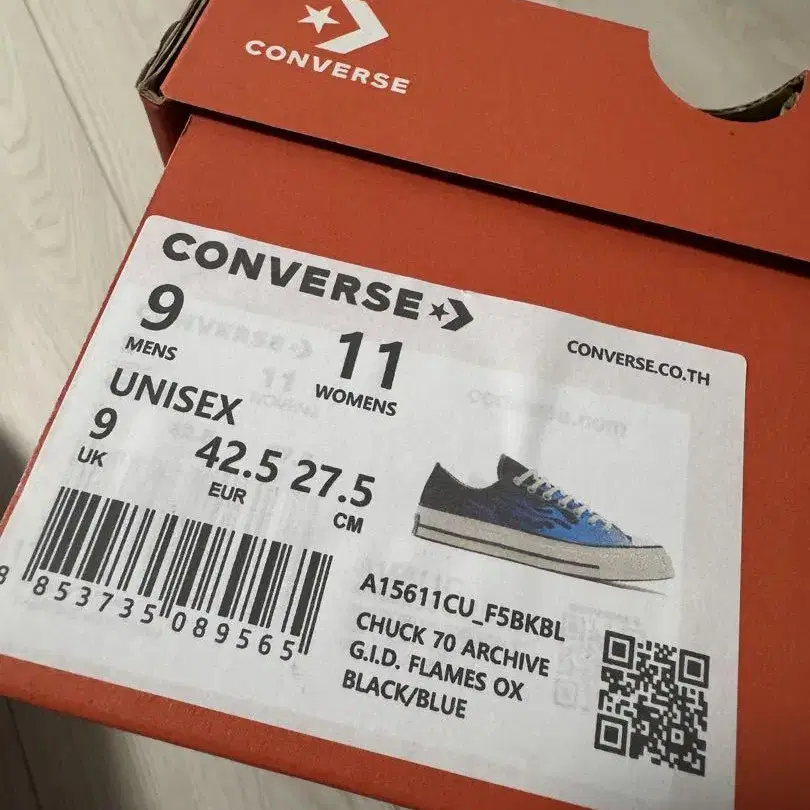 CONVERSE
CONVERSE
9
MENS
11
WOMENS
CONVERSE.CO.TH
UNISEX
9
UK
42.5
EUR
27.5
CM
8 853735 089565
A15611CU_F5BKBL
CHUCK 70 ARCHIVE
G.I.D. FLAMES OX
BLACK/BLUE